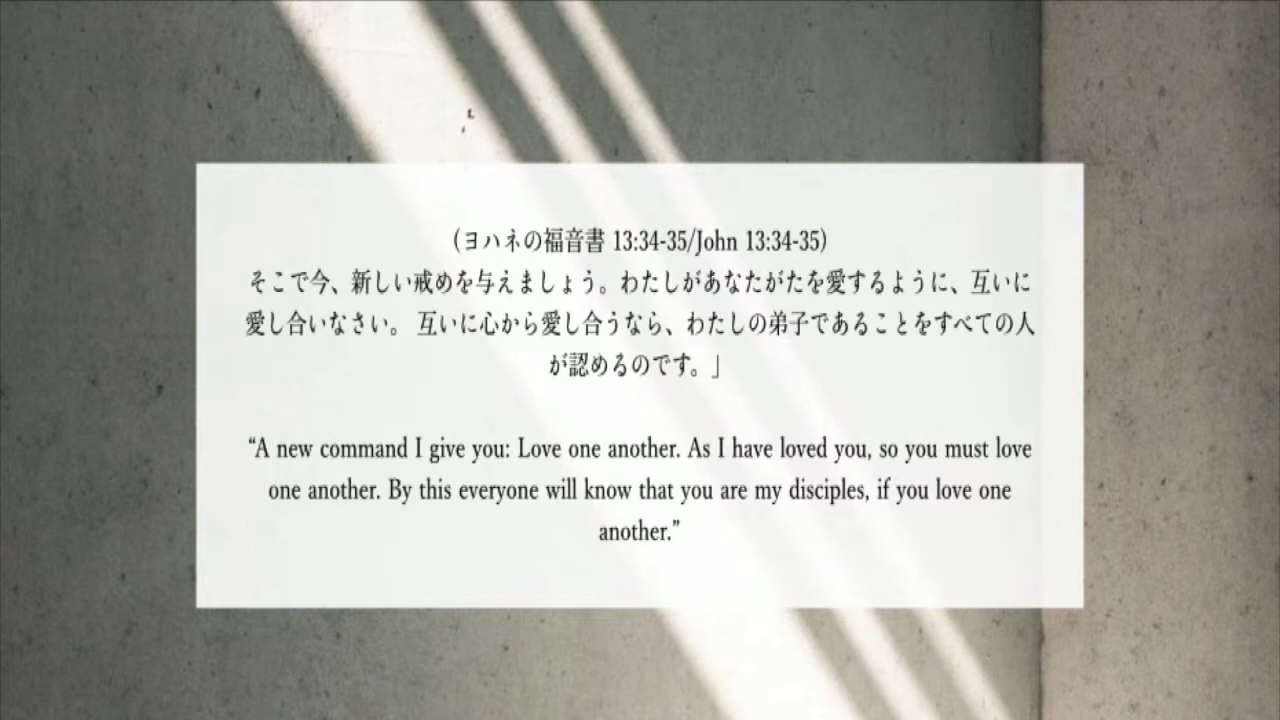 (ヨハネの福音書 13:34-35/John 13:34-35)
そこで今、新しい戒めを与えましょう。わたしがあなたがたを愛するように、互いに
愛し合いなさい。 互いに心から愛し合うなら、わたしの弟子であることをすべての人
が認めるのです。」
“A new command I give you: Love one another. As I have loved you, so you must love
one another. By this everyone will know that you are my disciples, if you love one
another.”